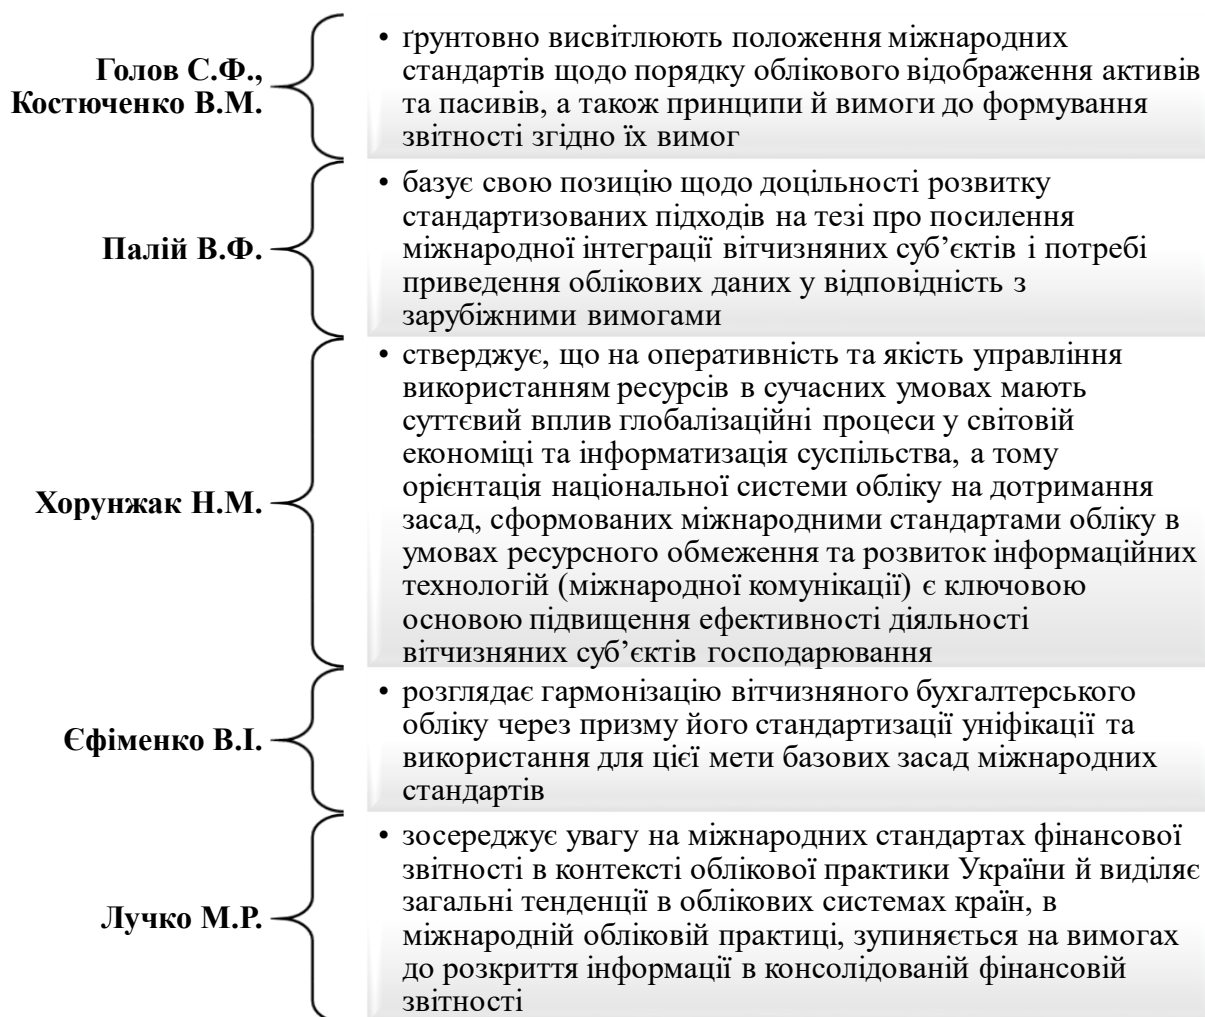 Голов С.Ф.,
Костюченко В.М.
• ґрунтовно висвітлюють положення міжнародних
стандартів щодо порядку облікового відображення активів
та пасивів, а також принципи й вимоги до формування
звітності згідно їх вимог
Палій В.Ф.
• базує свою позицію щодо доцільності розвитку
стандартизованих підходів на тезі про посилення
міжнародної інтеграції вітчизняних суб’єктів і потребі
приведення облікових даних у відповідність з
зарубіжними вимогами
Хорунжак Н.М.
• стверджує, що на оперативність та якість управління
використанням ресурсів в сучасних умовах мають
суттєвий вплив глобалізаційні процеси у світовій
економіці та інформатизація суспільства, а тому
орієнтація національної системи обліку на дотримання
засад, сформованих міжнародними стандартами обліку в
умовах ресурсного обмеження та розвиток інформаційних
технологій (міжнародної комунікації) є ключовою
основою підвищення ефективності діяльності
вітчизняних суб’єктів господарювання
Єфіменко В.І.
• розглядає гармонізацію вітчизняного бухгалтерського
обліку через призму його стандартизації уніфікації та
використання для цієї мети базових засад міжнародних
стандартів
Лучко М.Р.
• зосереджує увагу на міжнародних стандартах фінансової
звітності в контексті облікової практики України й виділяє
загальні тенденції в облікових системах країн, в
міжнародній обліковій практиці, зупиняється на вимогах
до розкриття інформації в консолідованій фінансовій
звітності